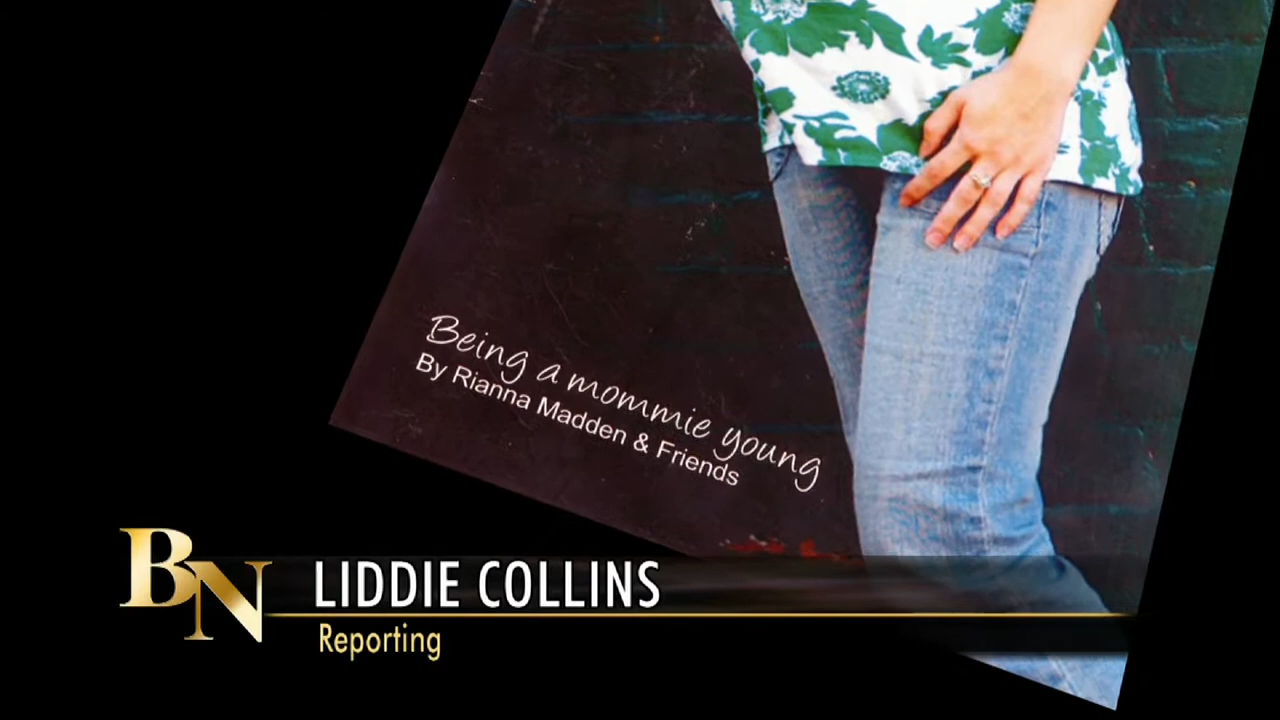 Being a mommie young
By Rianna Madden & Friends
BN
LIDDIE COLLINS
Reporting